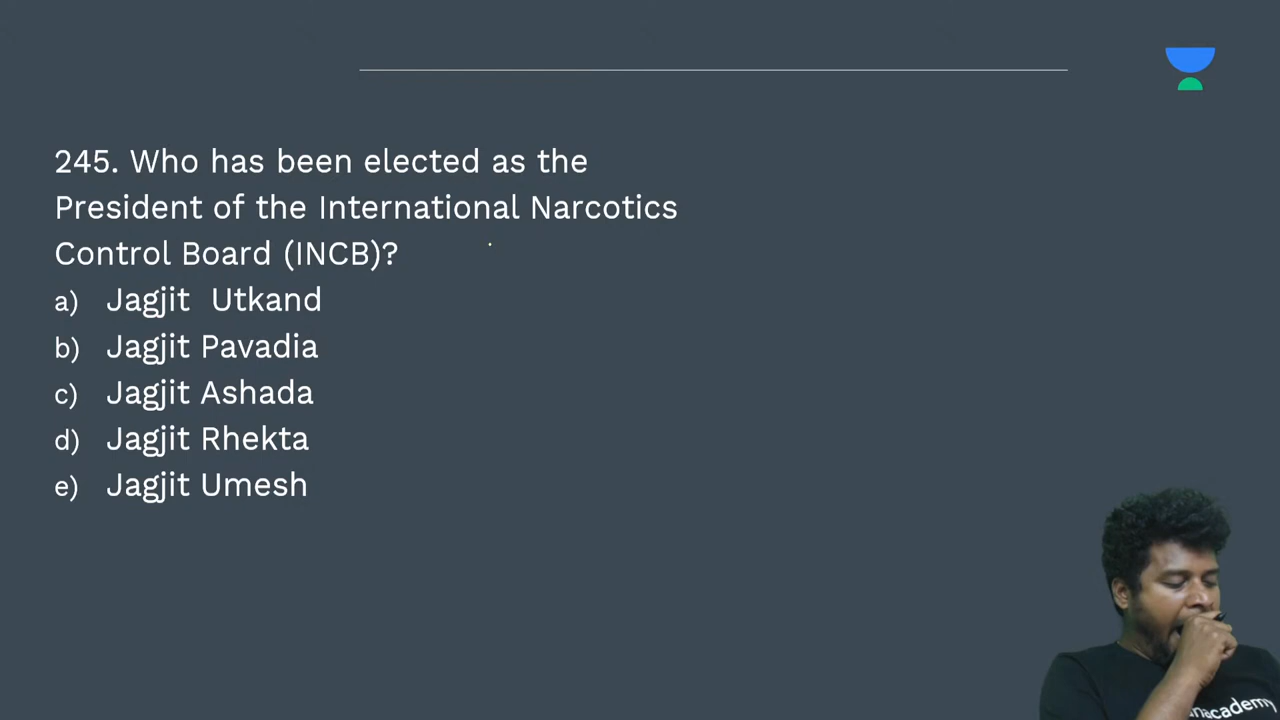 245. Who has been elected as the
President of the International Narcotics
Control Board (INCB)?
a) Jagjit Utkand
b) Jagjit Pavadia
c) Jagjit Ashada
d) Jagjit Rhekta
e) Jagjit Umesh
nacademy